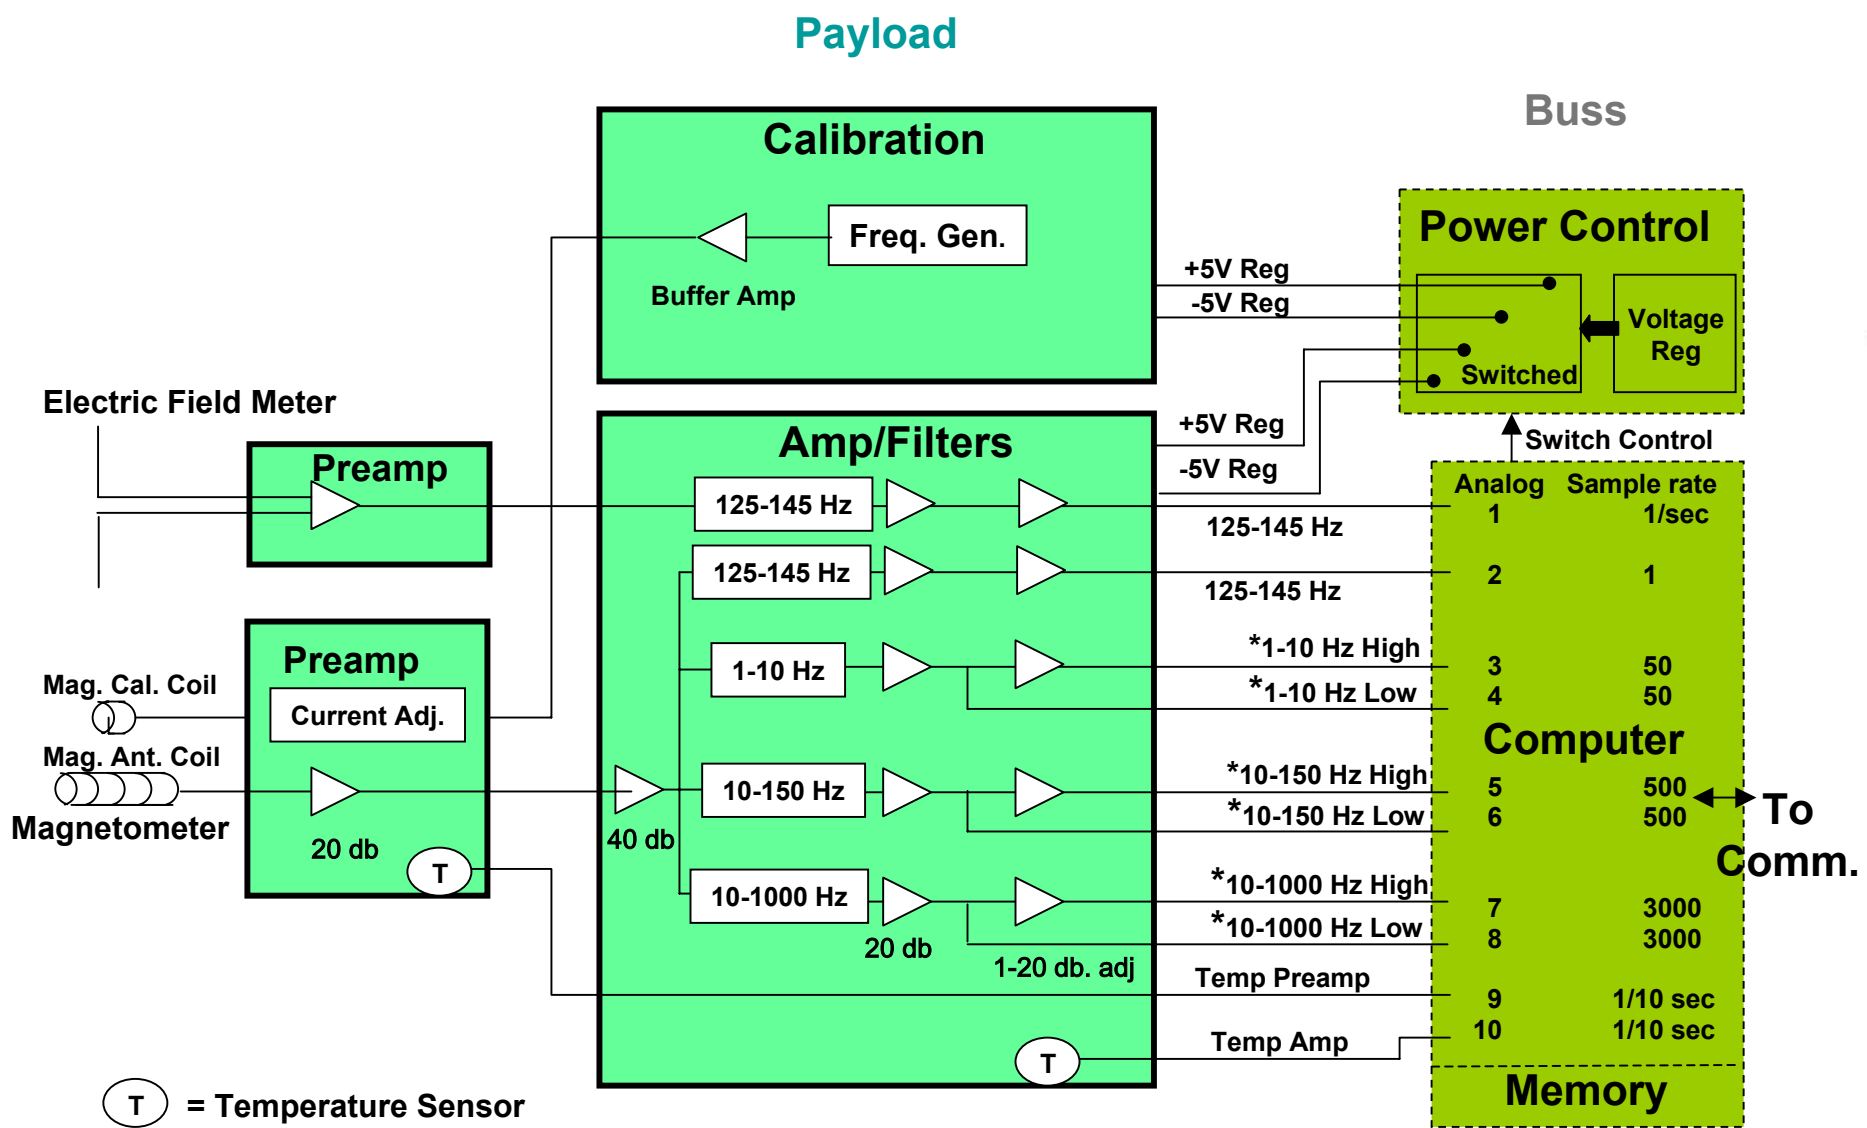 Payload
Buss
Calibration
Freq. Gen.
Buffer Amp
+5V Reg
-5V Reg
Power Control
Voltage
Reg
Switched
Switch Control
Electric Field Meter
Preamp
Amp/Filters
+5V Reg
-5V Reg
125-145 Hz
125-145 Hz
125-145 Hz
125-145 Hz
Analog Sample rate
1 1/sec
2 1
Preamp
Current Adj.
Mag. Cal. Coil
Mag. Ant. Coil
Magnetometer
20 db
T
1-10 Hz
*1-10 Hz High
*1-10 Hz Low
3 50
4 50
Computer
40 db
10-150 Hz
*10-150 Hz High
*10-150 Hz Low
5 500
6 500
To
Comm.
10-1000 Hz
20 db
1-20 db. adj
*10-1000 Hz High
*10-1000 Hz Low
7 3000
8 3000
Temp Preamp
9 1/10 sec
Temp Amp
10 1/10 sec
T
Memory
T = Temperature Sensor